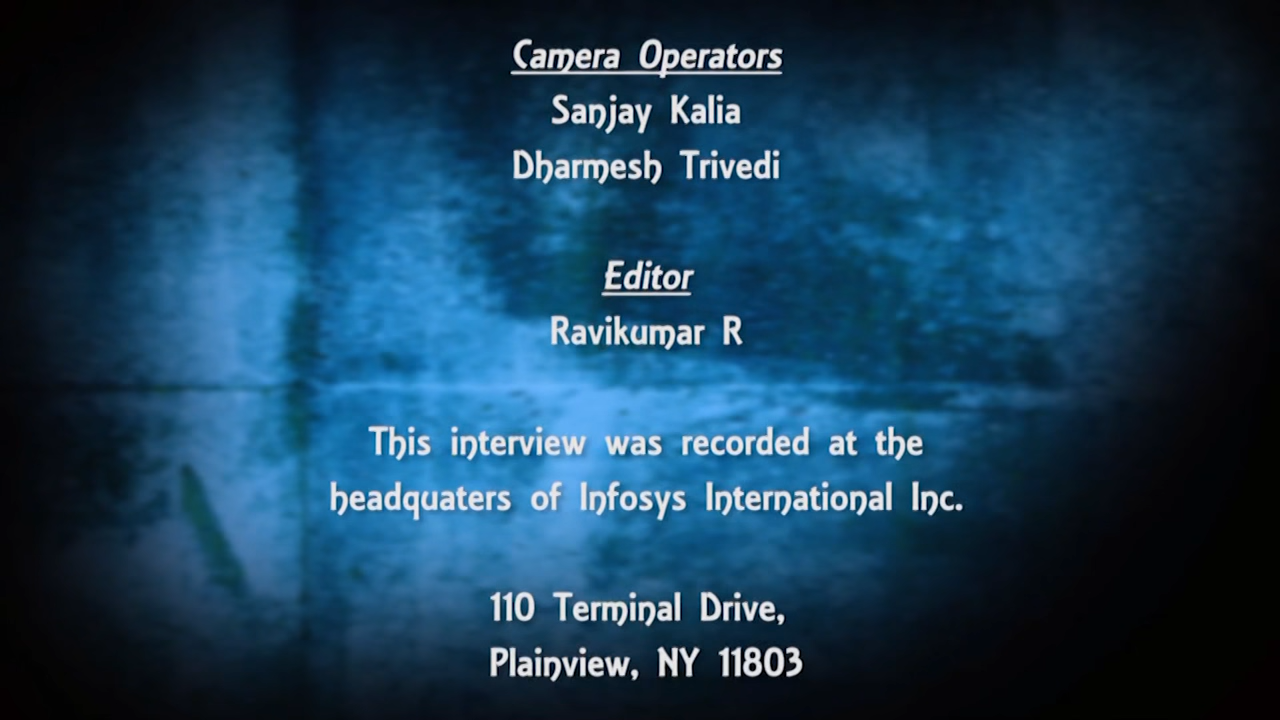 Camera Operators
Sanjay Kalia
Dharmesh Trivedi
Editor
Ravikumar R
This interview was recorded at the
headquaters of Infosys International Inc.
110 Terminal Drive,
Plainview, NY 11803